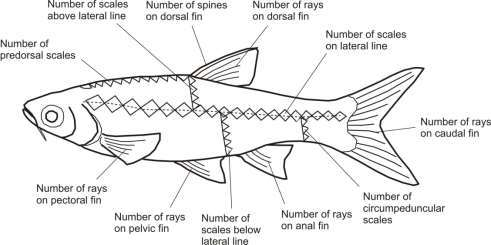 Number of scales
above lateral line
Number of spines
on dorsal fin
Number of rays
on dorsal fin
Number of scales
on lateral line
Number of
predorsal scales
Number of rays
on caudal fin
Number of rays
on pectoral fin
Number of rays
on pelvic fin
Number of
scales below
lateral line
Number of rays
on anal fin
Number of
circumpeduncular
scales